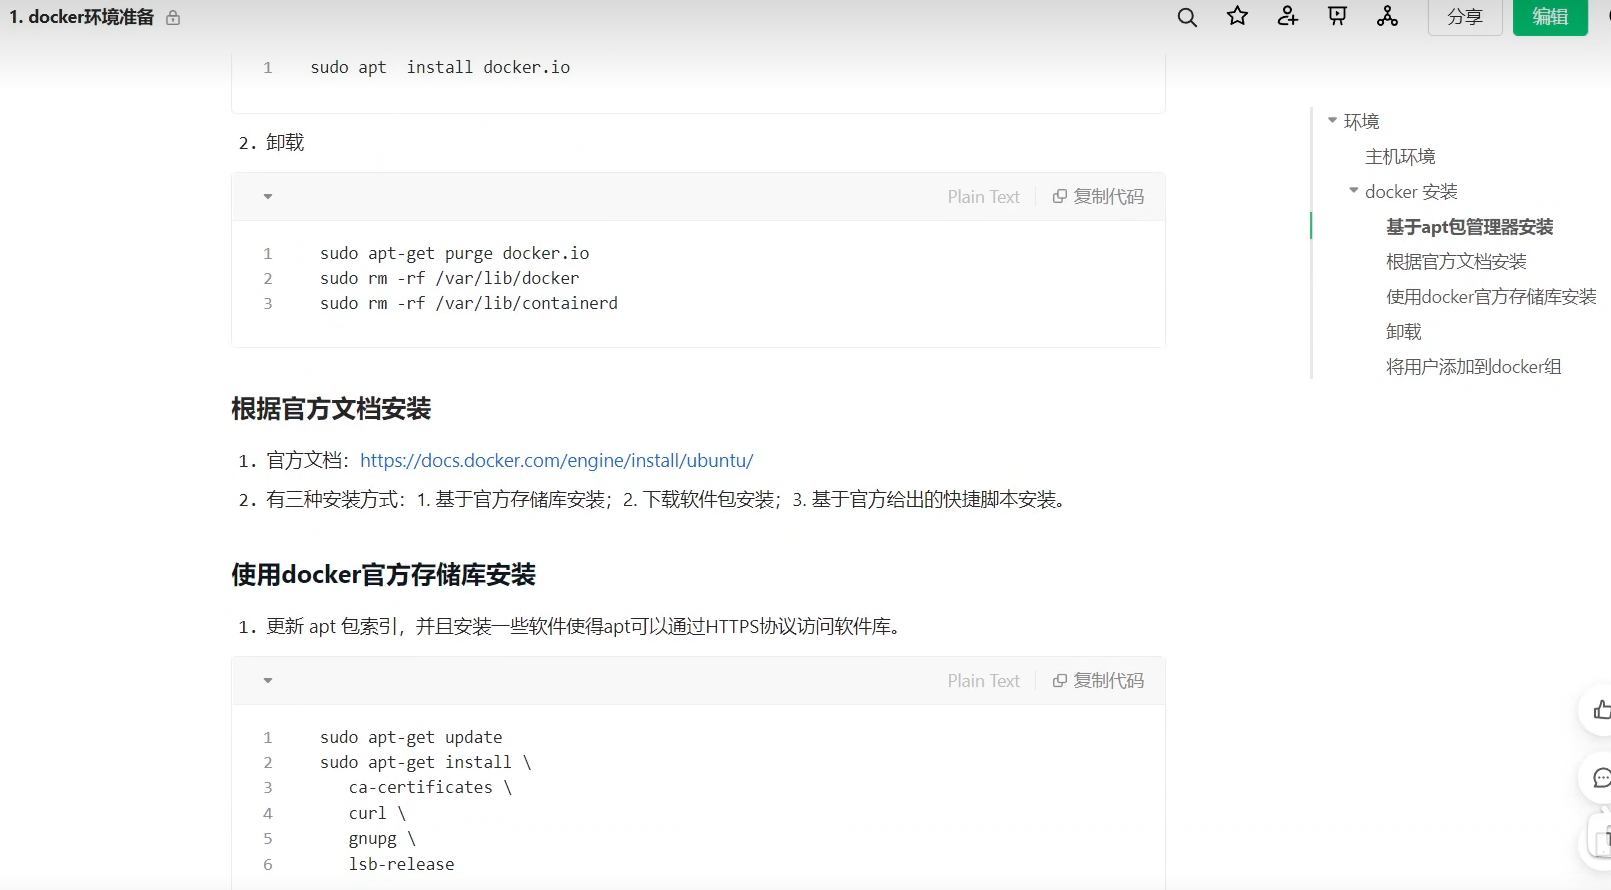 1. docker环境准备
分享
编辑
1 sudo apt  install docker.io
2. 卸载
Plain Text
复制代码
1 sudo apt-get purge docker.io
2 sudo rm -rf /var/lib/docker
3 sudo rm -rf /var/lib/containerd
根据官方文档安装
1. 官方文档：https://docs.docker.com/engine/install/ubuntu/
2. 有三种安装方式：1. 基于官方存储库安装；2. 下载软件包安装；3. 基于官方给出的快捷脚本安装。
使用docker官方存储库安装
1. 更新 apt 包索引，并且安装一些软件使得apt可以通过HTTPS协议访问软件库。
Plain Text
复制代码
1 sudo apt-get update
2 sudo apt-get install \
3    ca-certificates \
4    curl \
5    gnupg \
6    lsb-release
环境
主机环境
docker 安装
基于apt包管理器安装
根据官方文档安装
使用docker官方存储库安装
卸载
将用户添加到docker组